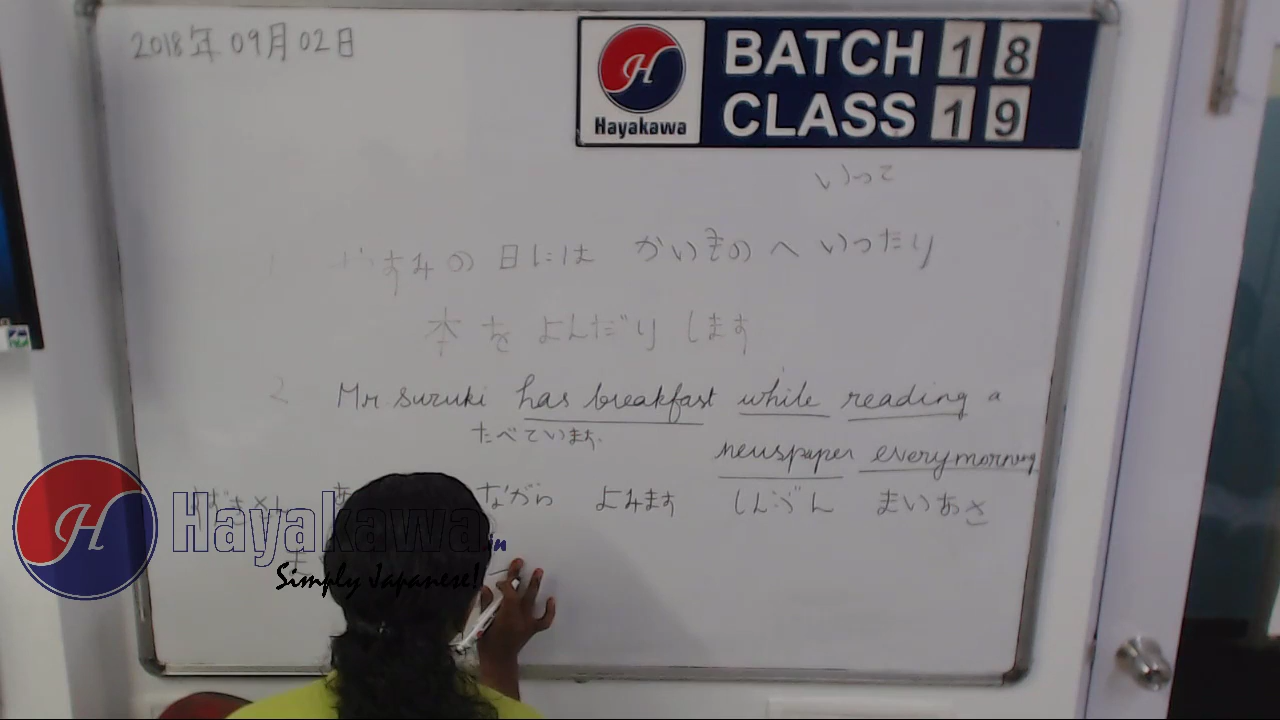 2018年09月02日
BATCH 18
CLASS 19
Hayakawa
いって
やすみの 日には かいものへ いったり
本を よんだり します
2 Mr suzuki has breakfast while reading a
たべています.
newspaper everymorning
ながら よみます しんぶん まいあさ
Hayakawa.in
Simply Japanese!